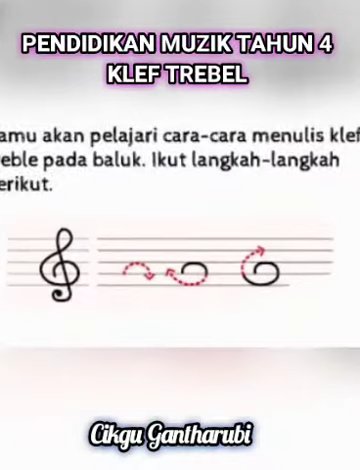 PENDIDIKAN MUZIK TAHUN 4
KLEF TREBEL
amu akan pelajari cara-cara menulis klef
eble pada baluk. Ikut langkah-langkah
erikut.
Cikgu Gantharubi